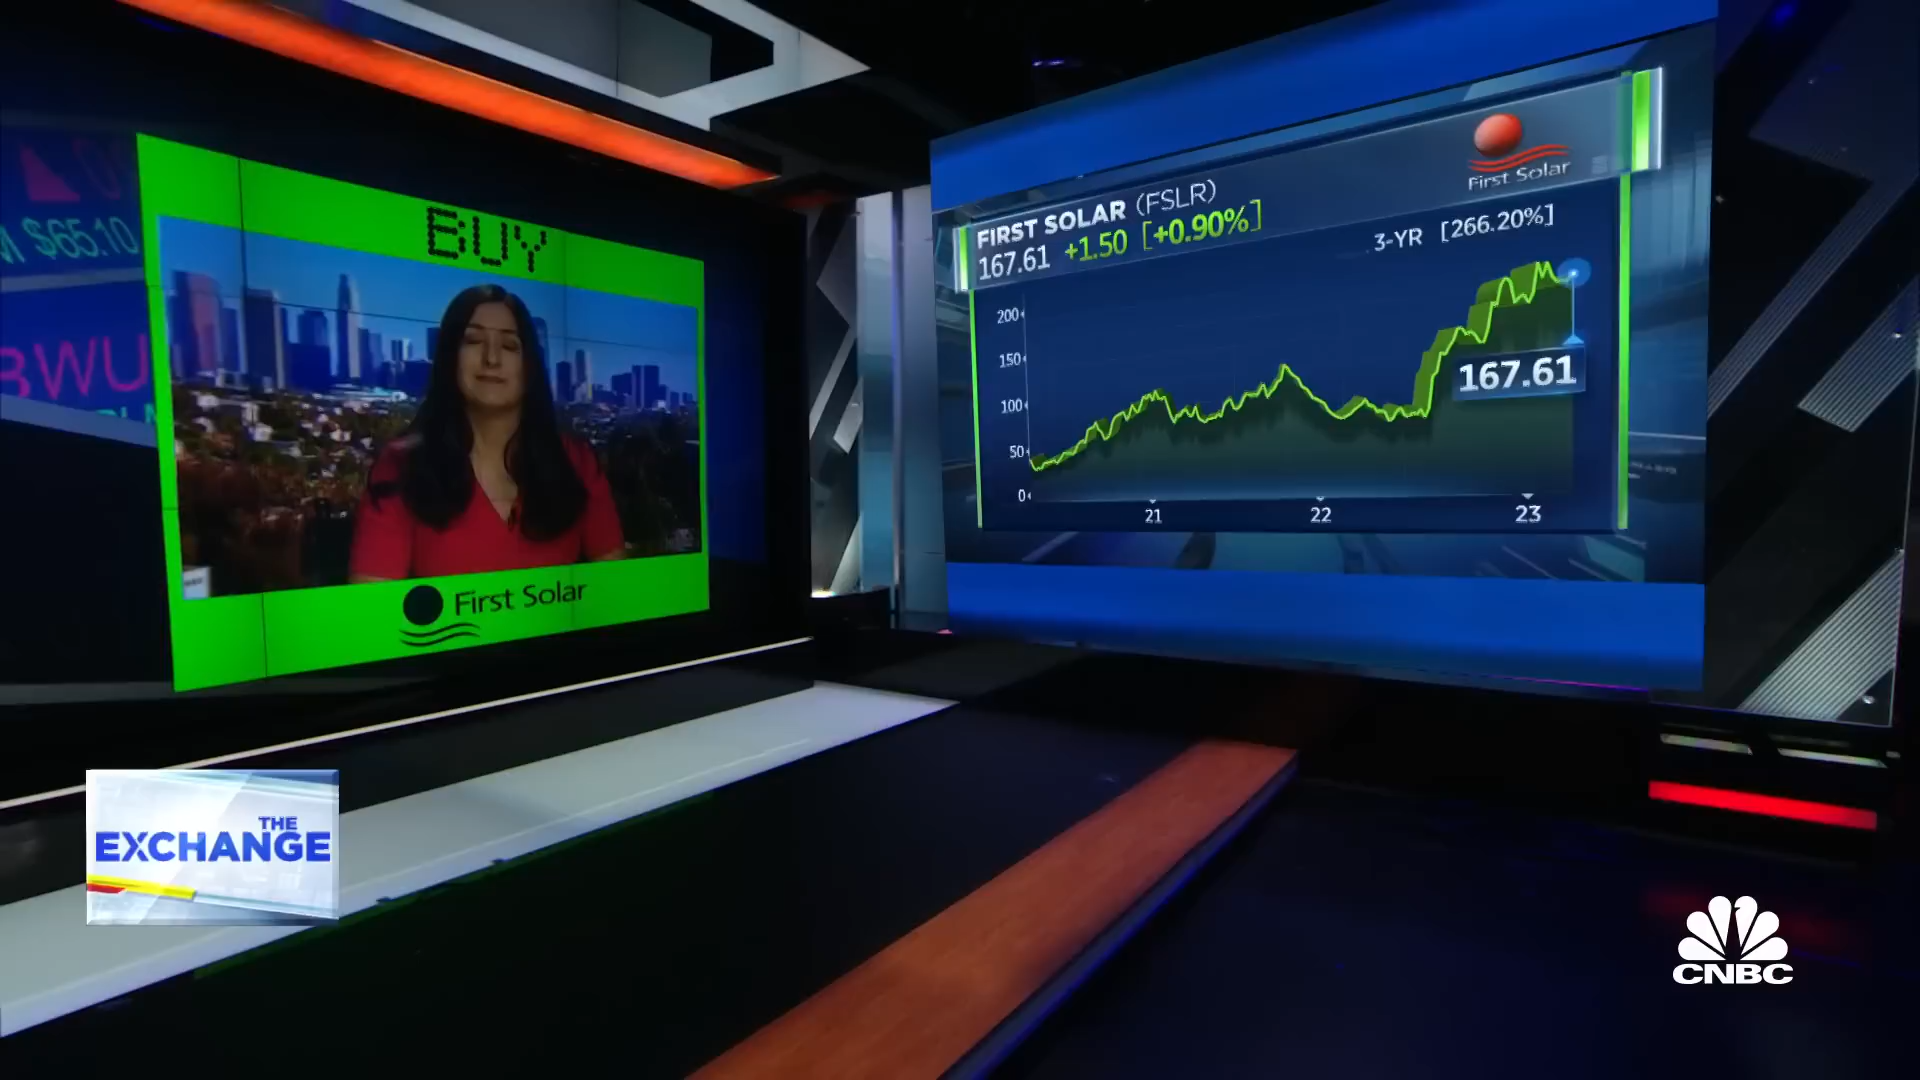 $65.10
BUY
First Solar
First Solar
FIRST SOLAR (FSLR)
167.61 +1.50 [+0.90%]
3-YR [266.20%]
200
150
100
50
0
167.61
21
22
23
THE
EXCHANGE
CNBC